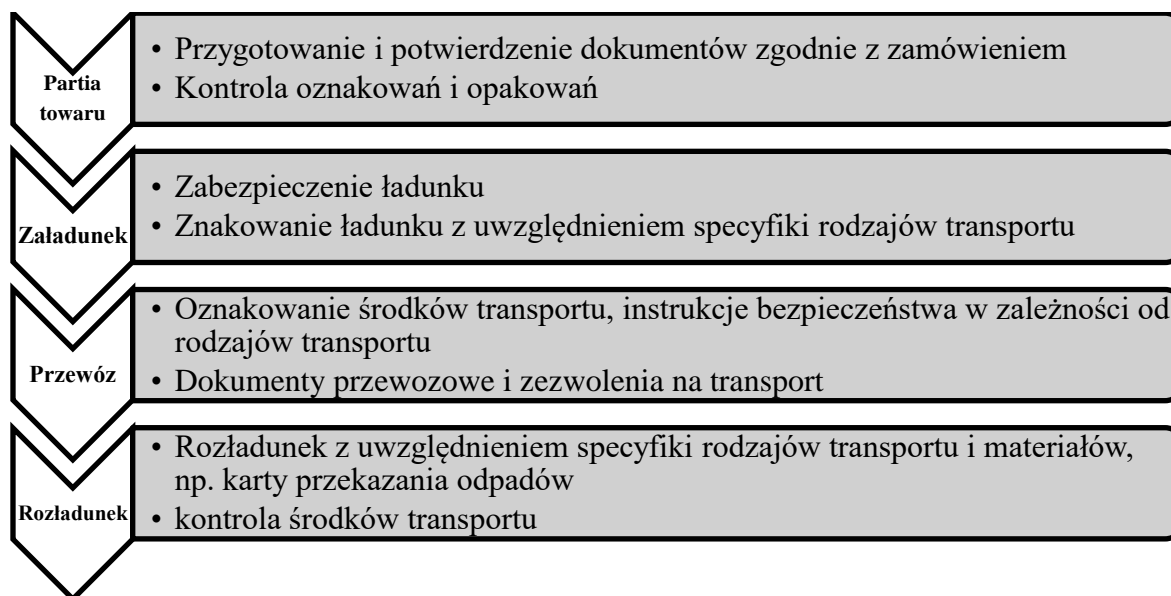 Partia
towaru
• Przygotowanie i potwierdzenie dokumentów zgodnie z zamówieniem
• Kontrola oznakowań i opakowań
Załadunek
• Zabezpieczenie ładunku
• Znakowanie ładunku z uwzględnieniem specyfiki rodzajów transportu
Przewóz
• Oznakowanie środków transportu, instrukcje bezpieczeństwa w zależności od
rodzajów transportu
• Dokumenty przewozowe i zezwolenia na transport
Rozładunek
• Rozładunek z uwzględnieniem specyfiki rodzajów transportu i materiałów,
np. karty przekazania odpadów
• kontrola środków transportu